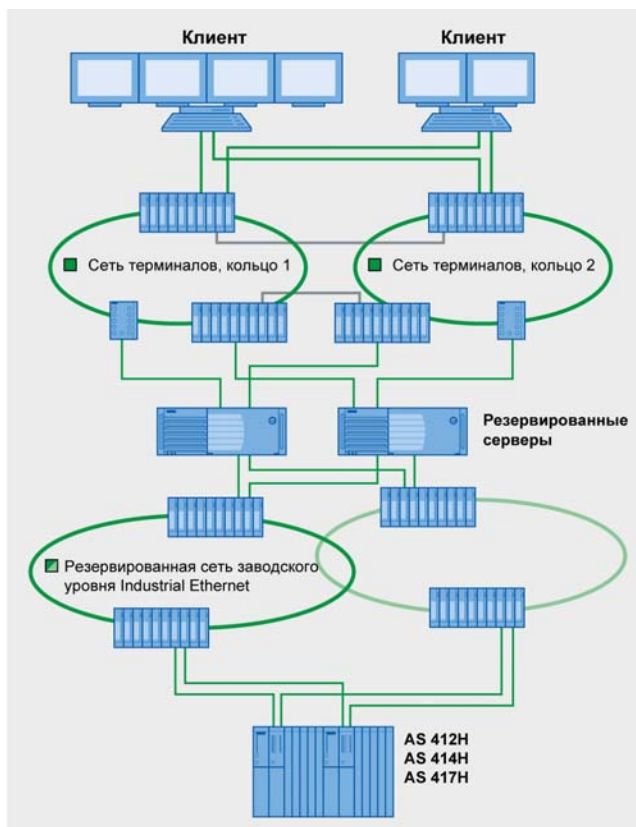 Клиент
Клиент
Сеть терминалов, кольцо 1
Сеть терминалов, кольцо 2
Резервированные
серверы
Резервированная сеть заводского
уровня Industrial Ethernet
AS 412H
AS 414H
AS 417H